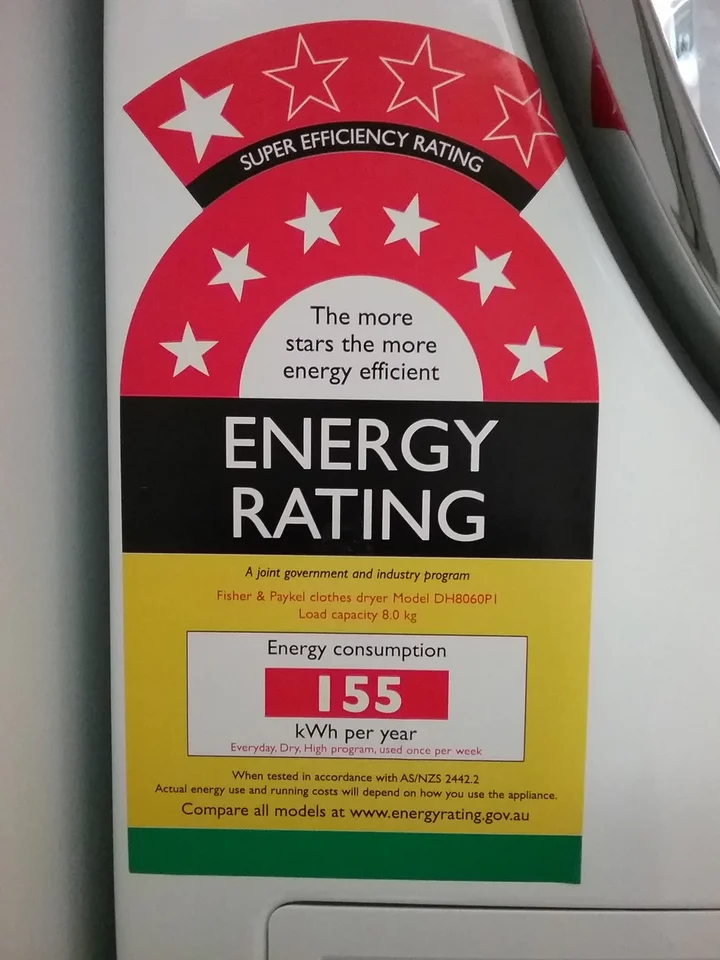 SUPER EFFICIENCY RATING
The more
stars the more
energy efficient
ENERGY
RATING
A joint government and industry program
Fisher & Paykel clothes dryer Model DH8060P1
Load capacity 8.0 kg
Energy consumption
155
kWh per year
Everyday, Dry, High program, used once per week
When tested in accordance with AS/NZS 2442.2
Actual energy use and running costs will depend on how you use the appliance.
Compare all models at www.energyrating.gov.au